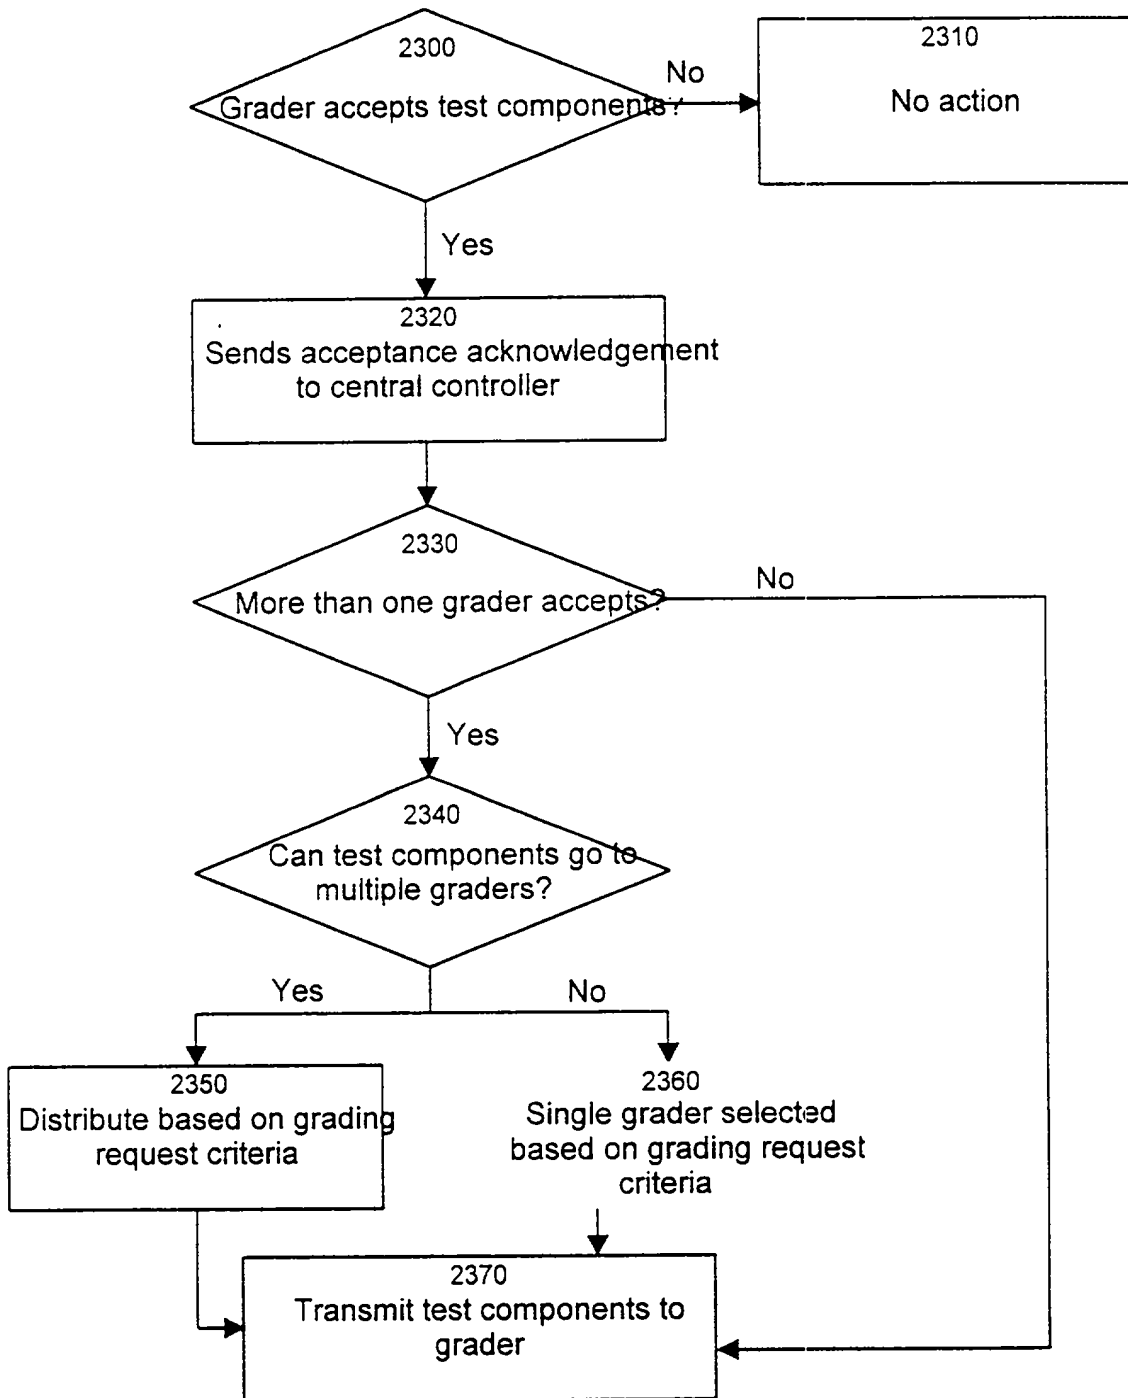 2300
Grader accepts test components?
No
2310
No action
Yes
2320
Sends acceptance acknowledgement
to central controller
2330
More than one grader accepts?
No
Yes
2340
Can test components go to
multiple graders?
Yes
No
2350
Distribute based on grading
request criteria
2360
Single grader selected
based on grading request
criteria
2370
Transmit test components to
grader